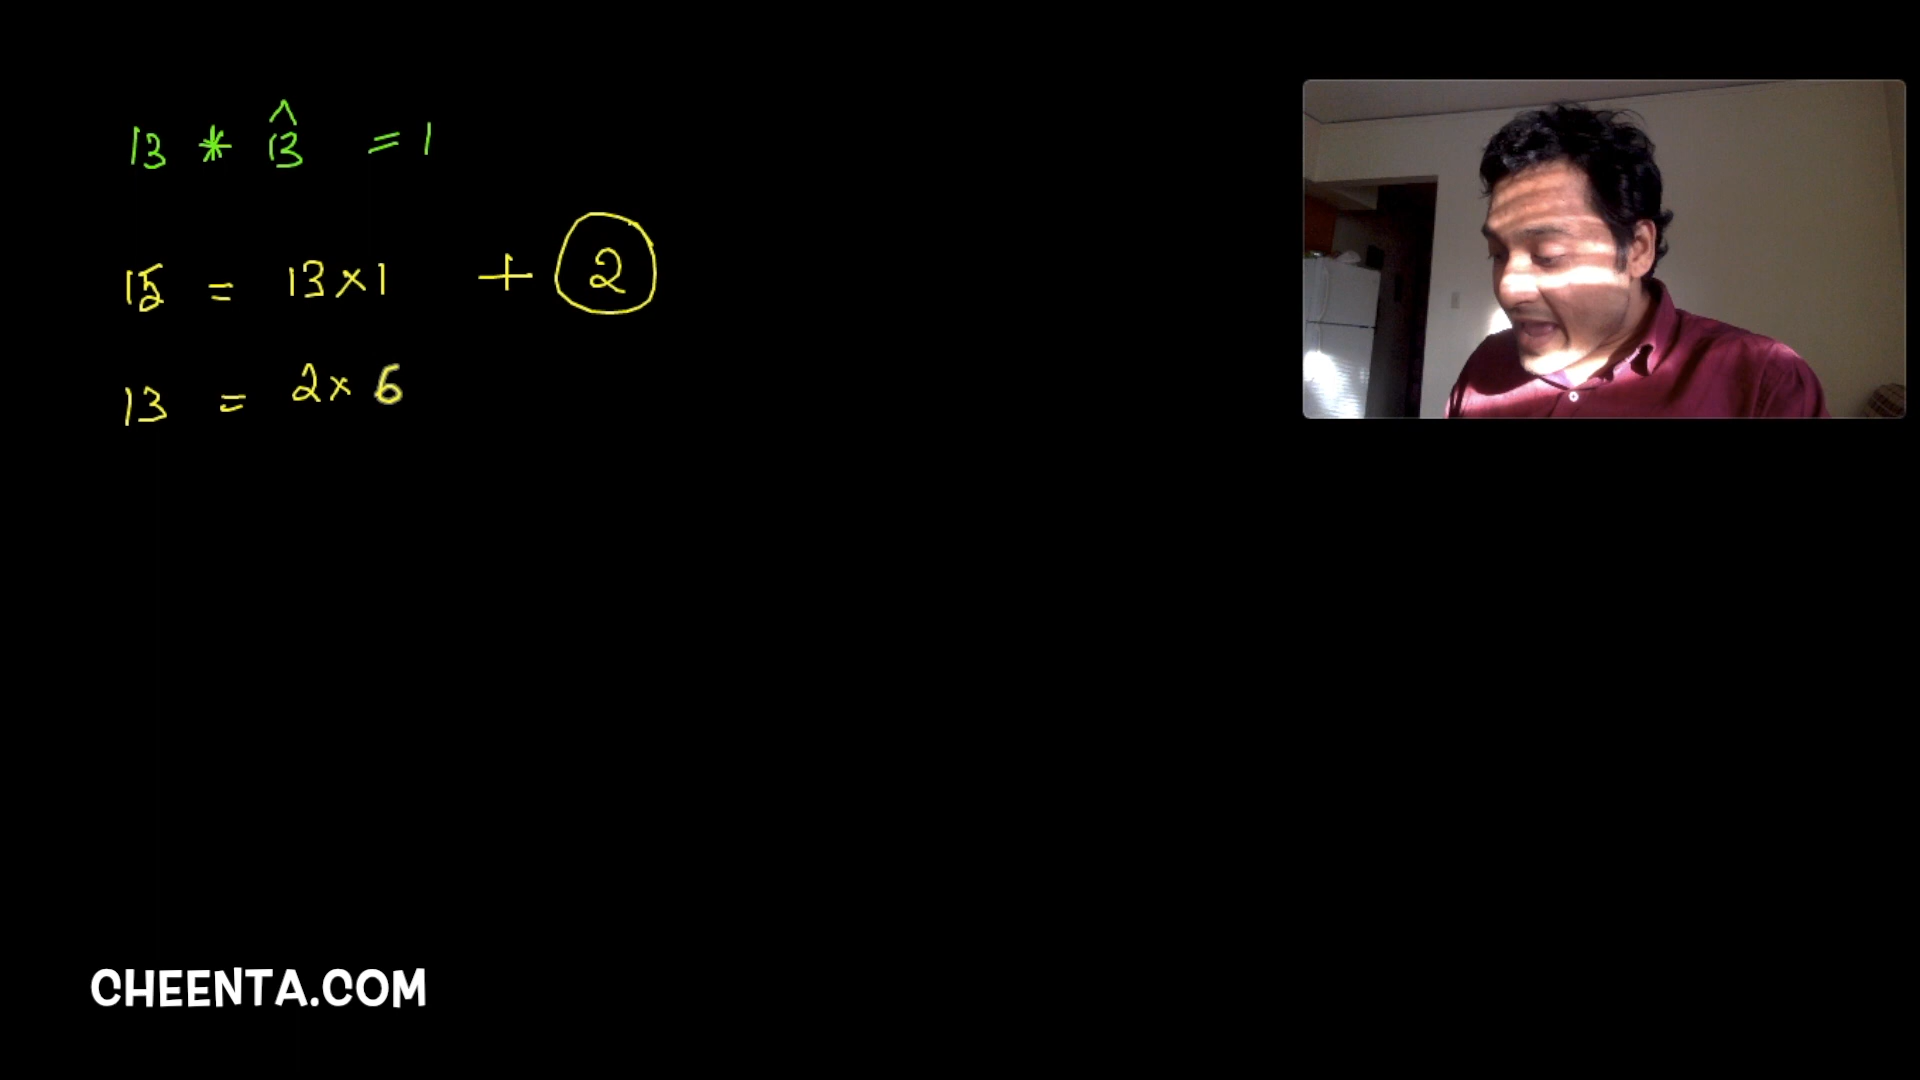 13 * 13̂ = 1
15 = 13 × 1 + 2
13 = 2 × 6
CHEENTA.COM